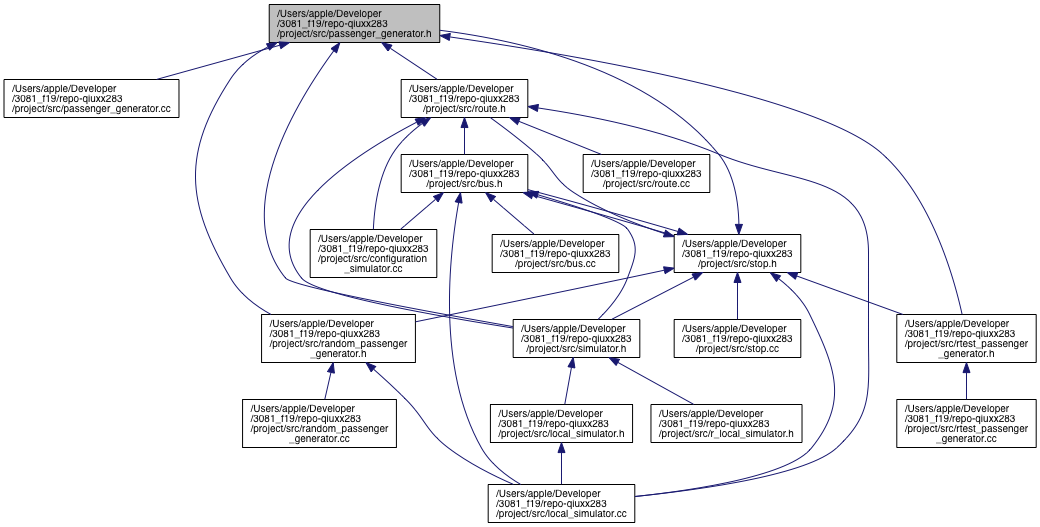 /Users/apple/Developer
/3081_f19/repo-qiuxx283
/project/src/passenger_generator.h
/Users/apple/Developer
/3081_f19/repo-qiuxx283
/project/src/passenger_generator.cc
/Users/apple/Developer
/3081_f19/repo-qiuxx283
/project/src/route.h
/Users/apple/Developer
/3081_f19/repo-qiuxx283
/project/src/bus.h
/Users/apple/Developer
/3081_f19/repo-qiuxx283
/project/src/route.cc
/Users/apple/Developer
/3081_f19/repo-qiuxx283
/project/src/configuration
_simulator.cc
/Users/apple/Developer
/3081_f19/repo-qiuxx283
/project/src/bus.cc
/Users/apple/Developer
/3081_f19/repo-qiuxx283
/project/src/stop.h
/Users/apple/Developer
/3081_f19/repo-qiuxx283
/project/src/random_passenger
_generator.h
/Users/apple/Developer
/3081_f19/repo-qiuxx283
/project/src/simulator.h
/Users/apple/Developer
/3081_f19/repo-qiuxx283
/project/src/stop.cc
/Users/apple/Developer
/3081_f19/repo-qiuxx283
/project/src/rtest_passenger
_generator.h
/Users/apple/Developer
/3081_f19/repo-qiuxx283
/project/src/random_passenger
_generator.cc
/Users/apple/Developer
/3081_f19/repo-qiuxx283
/project/src/local_simulator.h
/Users/apple/Developer
/3081_f19/repo-qiuxx283
/project/src/r_local_simulator.h
/Users/apple/Developer
/3081_f19/repo-qiuxx283
/project/src/rtest_passenger
_generator.cc
/Users/apple/Developer
/3081_f19/repo-qiuxx283
/project/src/local_simulator.cc